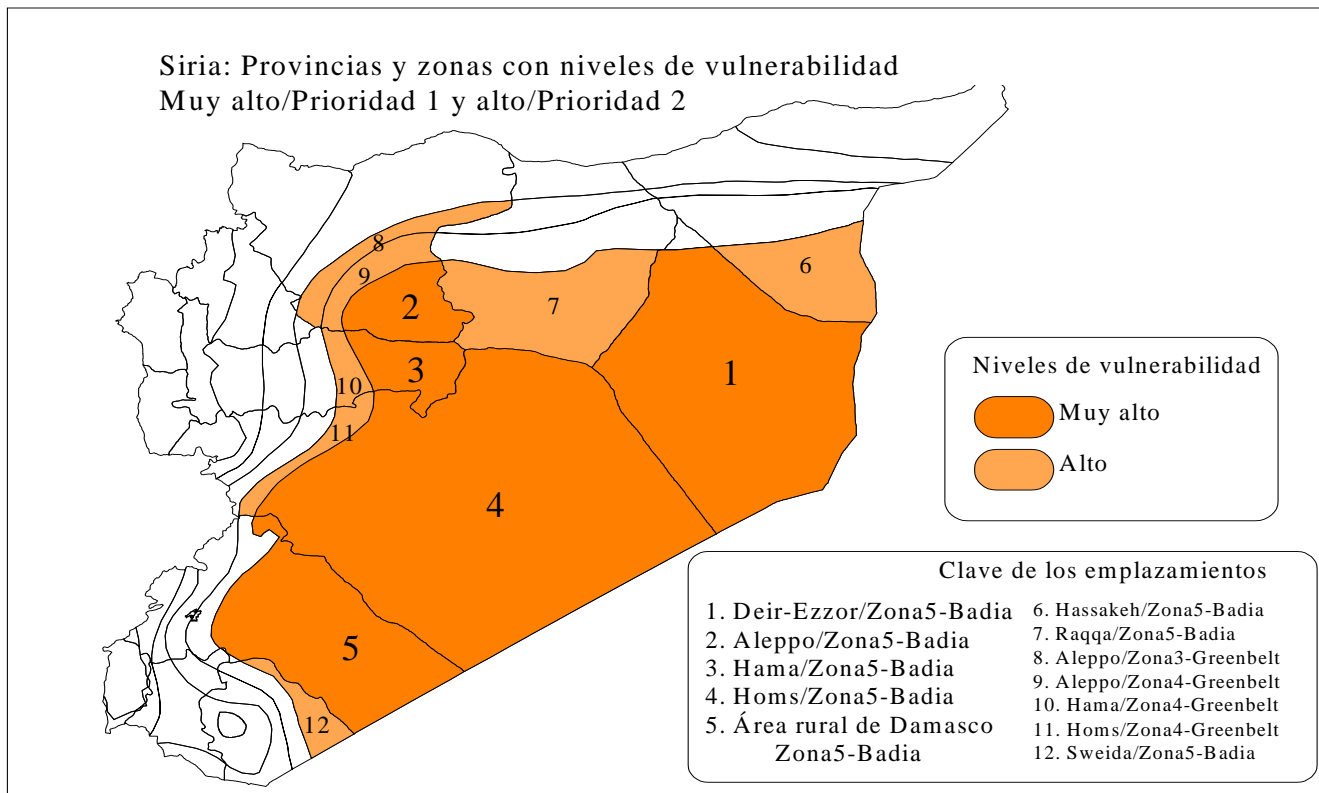 Siria: Provincias y zonas con niveles de vulnerabilidad
Muy alto/Prioridad 1 y alto/Prioridad 2
8
6
9
7
2
1
3
10
11
4
5
12
Niveles de vulnerabilidad
Muy alto
Alto
Clave de los emplazamientos
1. Deir-Ezzor/Zona5-Badia
2. Aleppo/Zona5-Badia
3. Hama/Zona5-Badia
4. Homs/Zona5-Badia
5. Área rural de Damasco
Zona5-Badia
6. Hassakeh/Zona5-Badia
7. Raqqa/Zona5-Badia
8. Aleppo/Zona3-Greenbelt
9. Aleppo/Zona4-Greenbelt
10. Hama/Zona4-Greenbelt
11. Homs/Zona4-Greenbelt
12. Sweida/Zona5-Badia